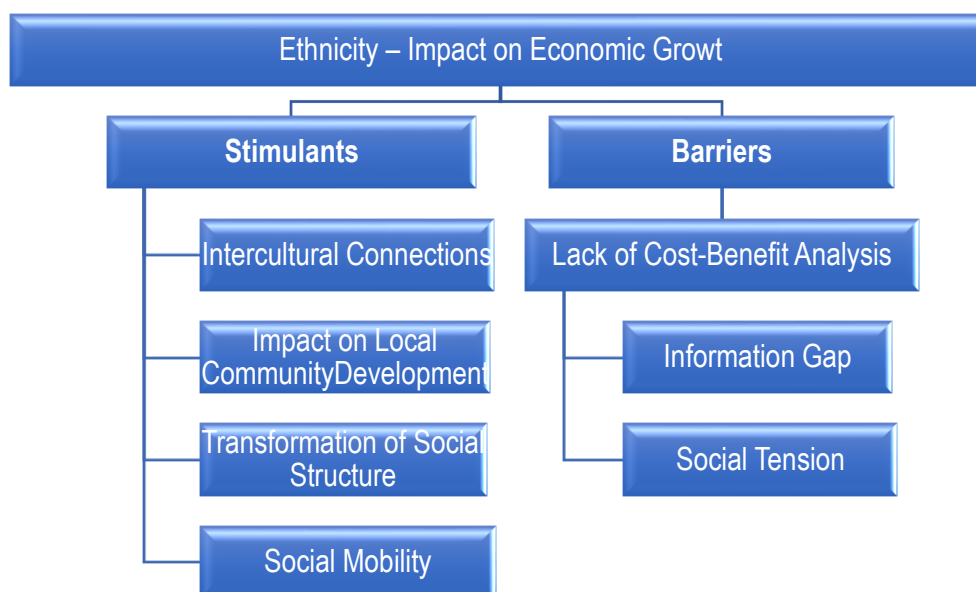 Ethnicity – Impact on Economic Growt
Stimulants
Barriers
Intercultural Connections
Lack of Cost-Benefit Analysis
Impact on Local
CommunityDevelopment
Information Gap
Transformation of Social
Structure
Social Tension
Social Mobility